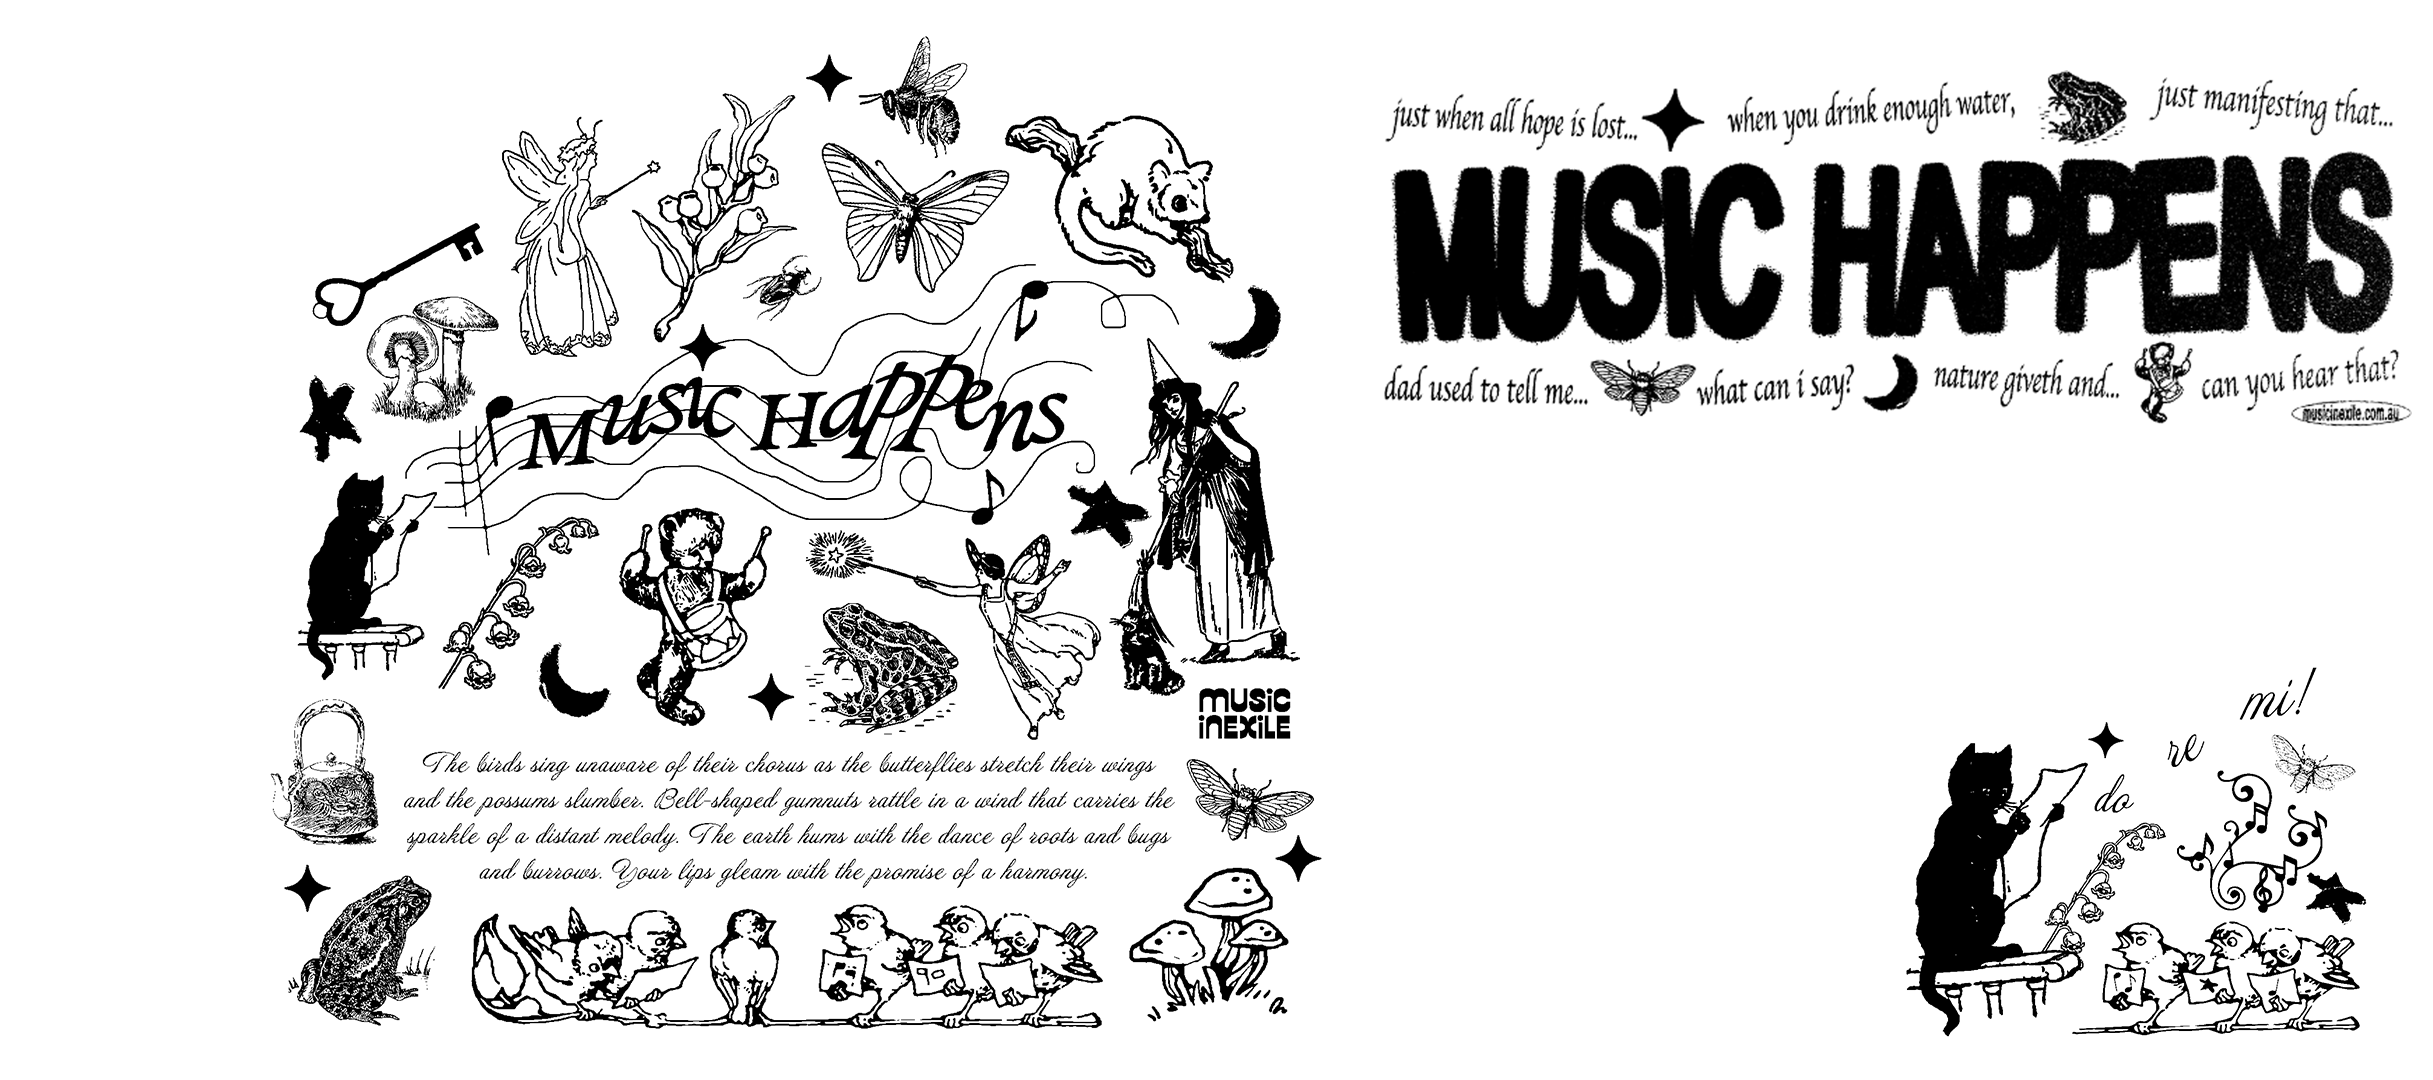 Music Happens
music
in exile
The birds sing unaware of their chorus as the butterflies stretch their wings
and the possums slumber. Bell-shaped gumnuts rattle in a wind that carries the
sparkle of a distant melody. The earth hums with the dance of roots and bugs
and burrows. Your lips gleam with the promise of a harmony.
just when all hope is lost... when you drink enough water, just manifesting that...
MUSIC HAPPENS
dad used to tell me... what can i say? nature giveth and... can you hear that?
musicinexile.com.au
mi!
re
do